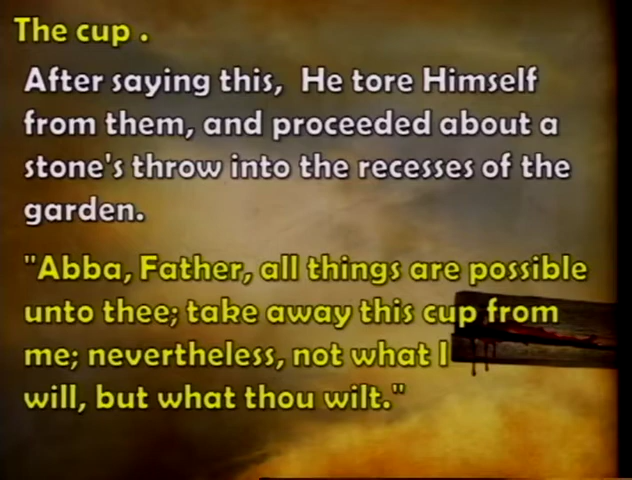 The cup .
After saying this, He tore Himself
from them, and proceeded about a
stone's throw into the recesses of the
garden.
"Abba, Father, all things are possible
unto thee; take away this cup from
me; nevertheless, not what I
will, but what thou wilt."